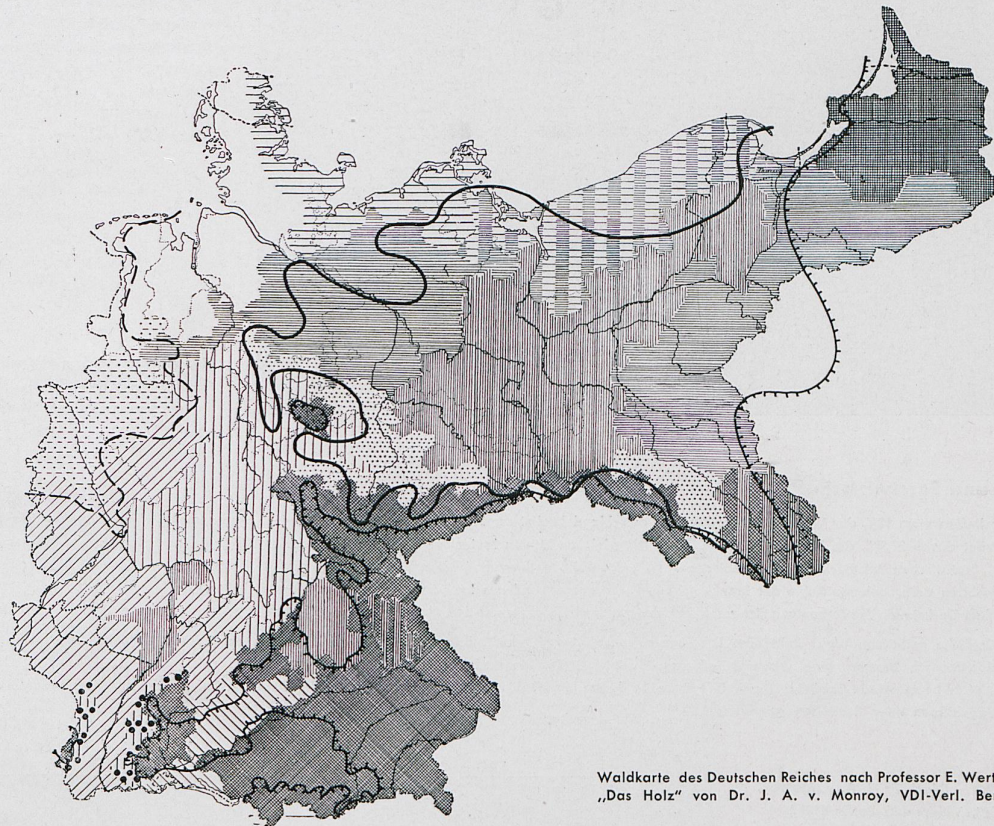 Waldkarte des Deutschen Reiches nach Professor E. Wert
„Das Holz" von Dr. J. A. v. Monroy, VDI-Verl. Be